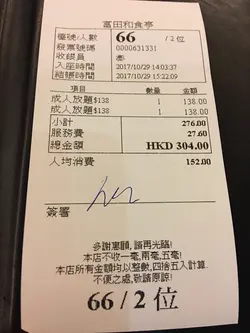 富田和食亭
檯號/人數 66 /2 位
發票號碼 0000631331
收銀員
入座時間 2017/10/29 14:03:37
結帳時間 2017/10/29 15:22:09
項目 數量 金額
成人放題$138 1 138.00
成人放題$138 1 138.00
小計 276.00
服務費 27.60
總金額 HKD 304.00
人均消費 152.00
簽署
多謝惠顧,請再光臨!
本店不收一毫,兩毫,五毫!
本店所有金額均以整數,四捨五入計算.
不便之處,敬請原諒!
66 / 2 位